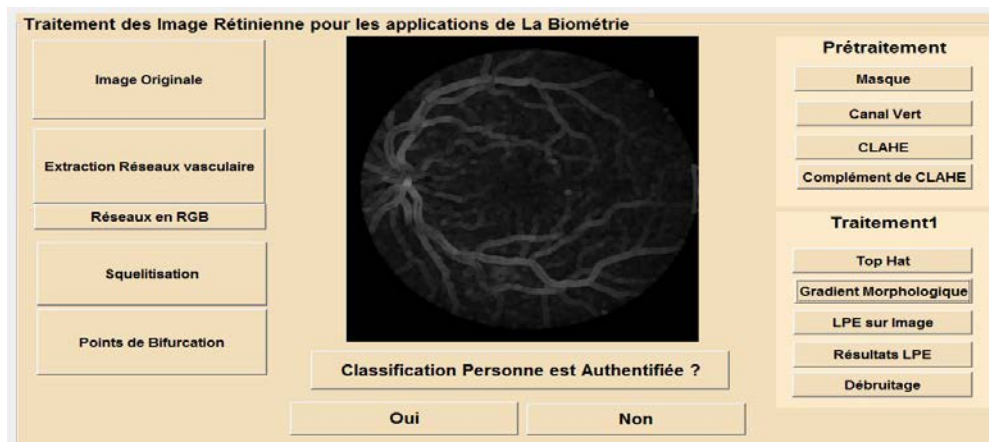 Traitement des Image Rétinienne pour les applications de La Biométrie
Image Originale
Extraction Réseaux vasculaire
Réseaux en RGB
Squelitisation
Points de Bifurcation
Classification Personne est Authentifiée ?
Oui
Non
Prétraitement
Masque
Canal Vert
CLAHE
Complément de CLAHE
Traitement1
Top Hat
Gradient Morphologique
LPE sur Image
Résultats LPE
Débruitage